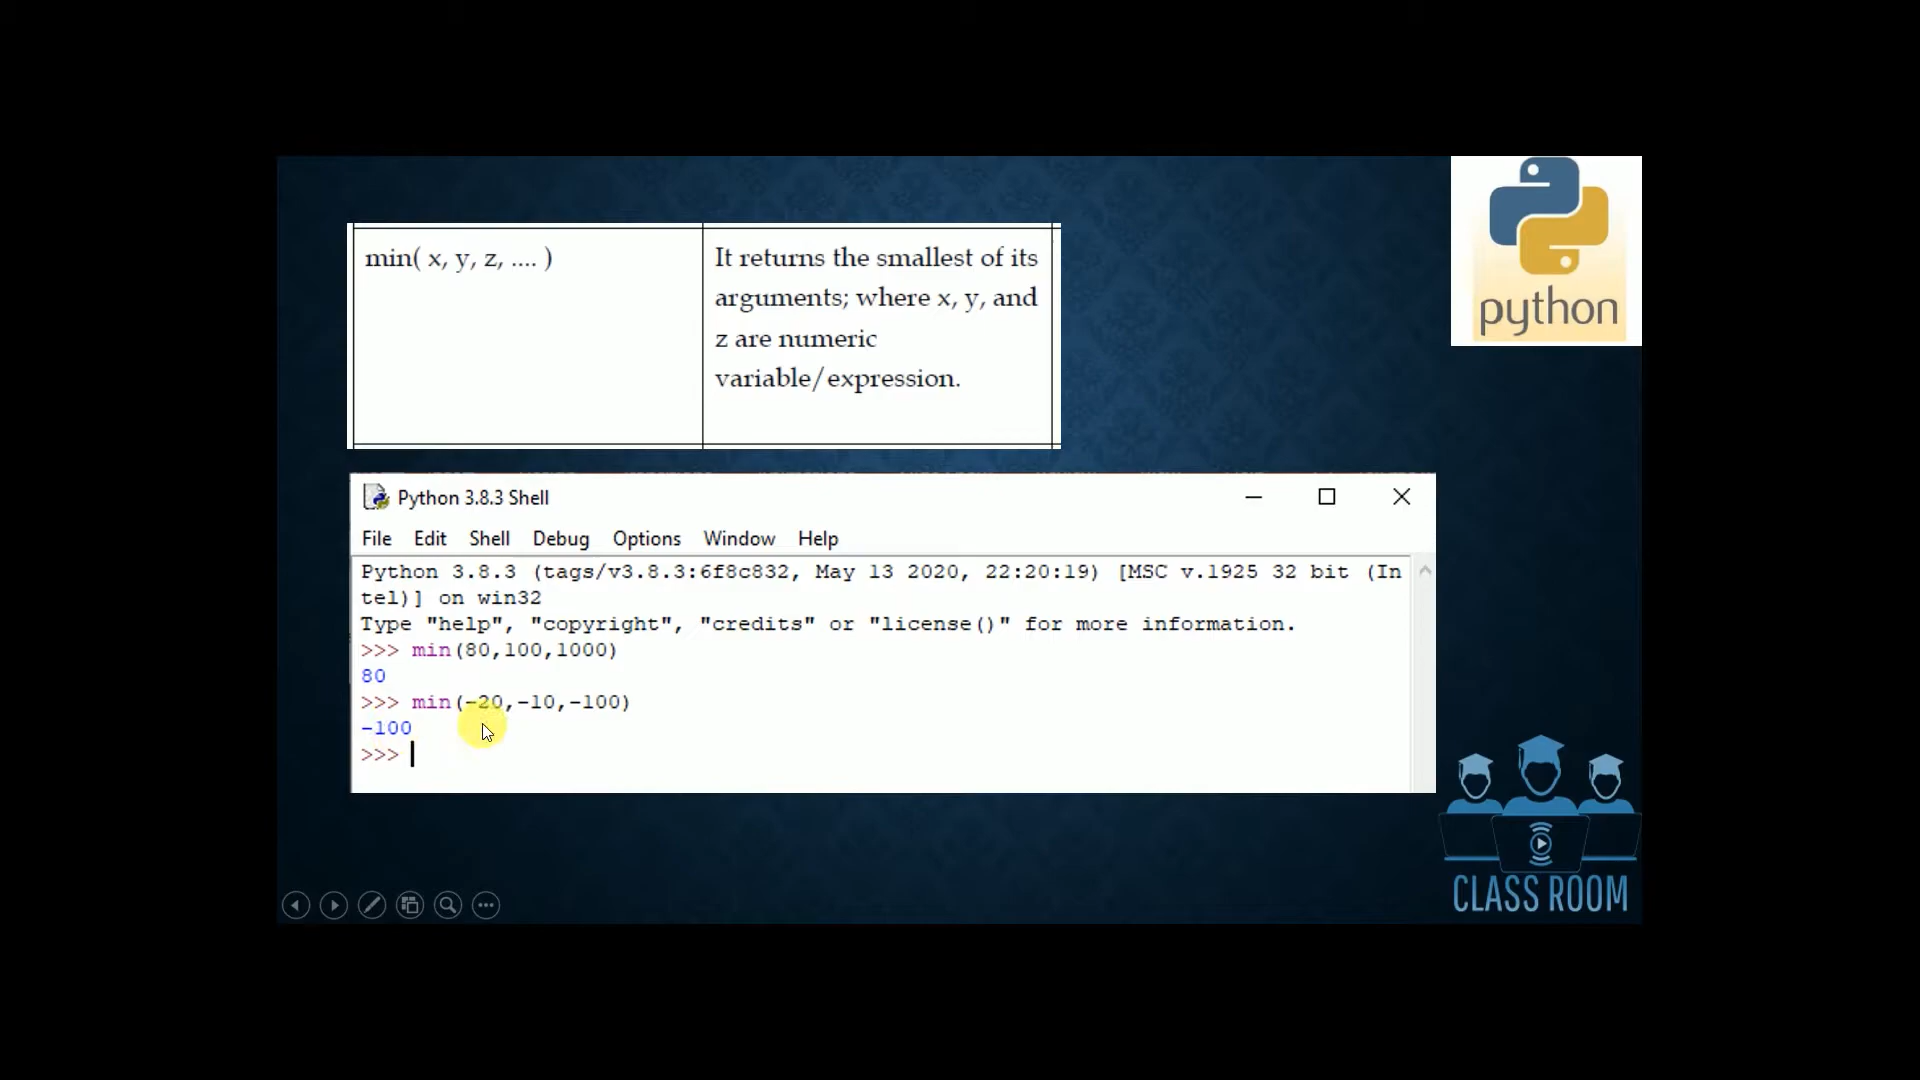 min( x, y, z, .... )
It returns the smallest of its
arguments; where x, y, and
z are numeric
variable/expression.
python
Python 3.8.3 Shell
File Edit Shell Debug Options Window Help
Python 3.8.3 (tags/v3.8.3:6f8c832, May 13 2020, 22:20:19) [MSC v.1925 32 bit (In
tel)] on win32
Type "help", "copyright", "credits" or "license()" for more information.
>>> min(80,100,1000)
80
>>> min(-20,-10,-100)
-100
>>>
CLASS ROOM